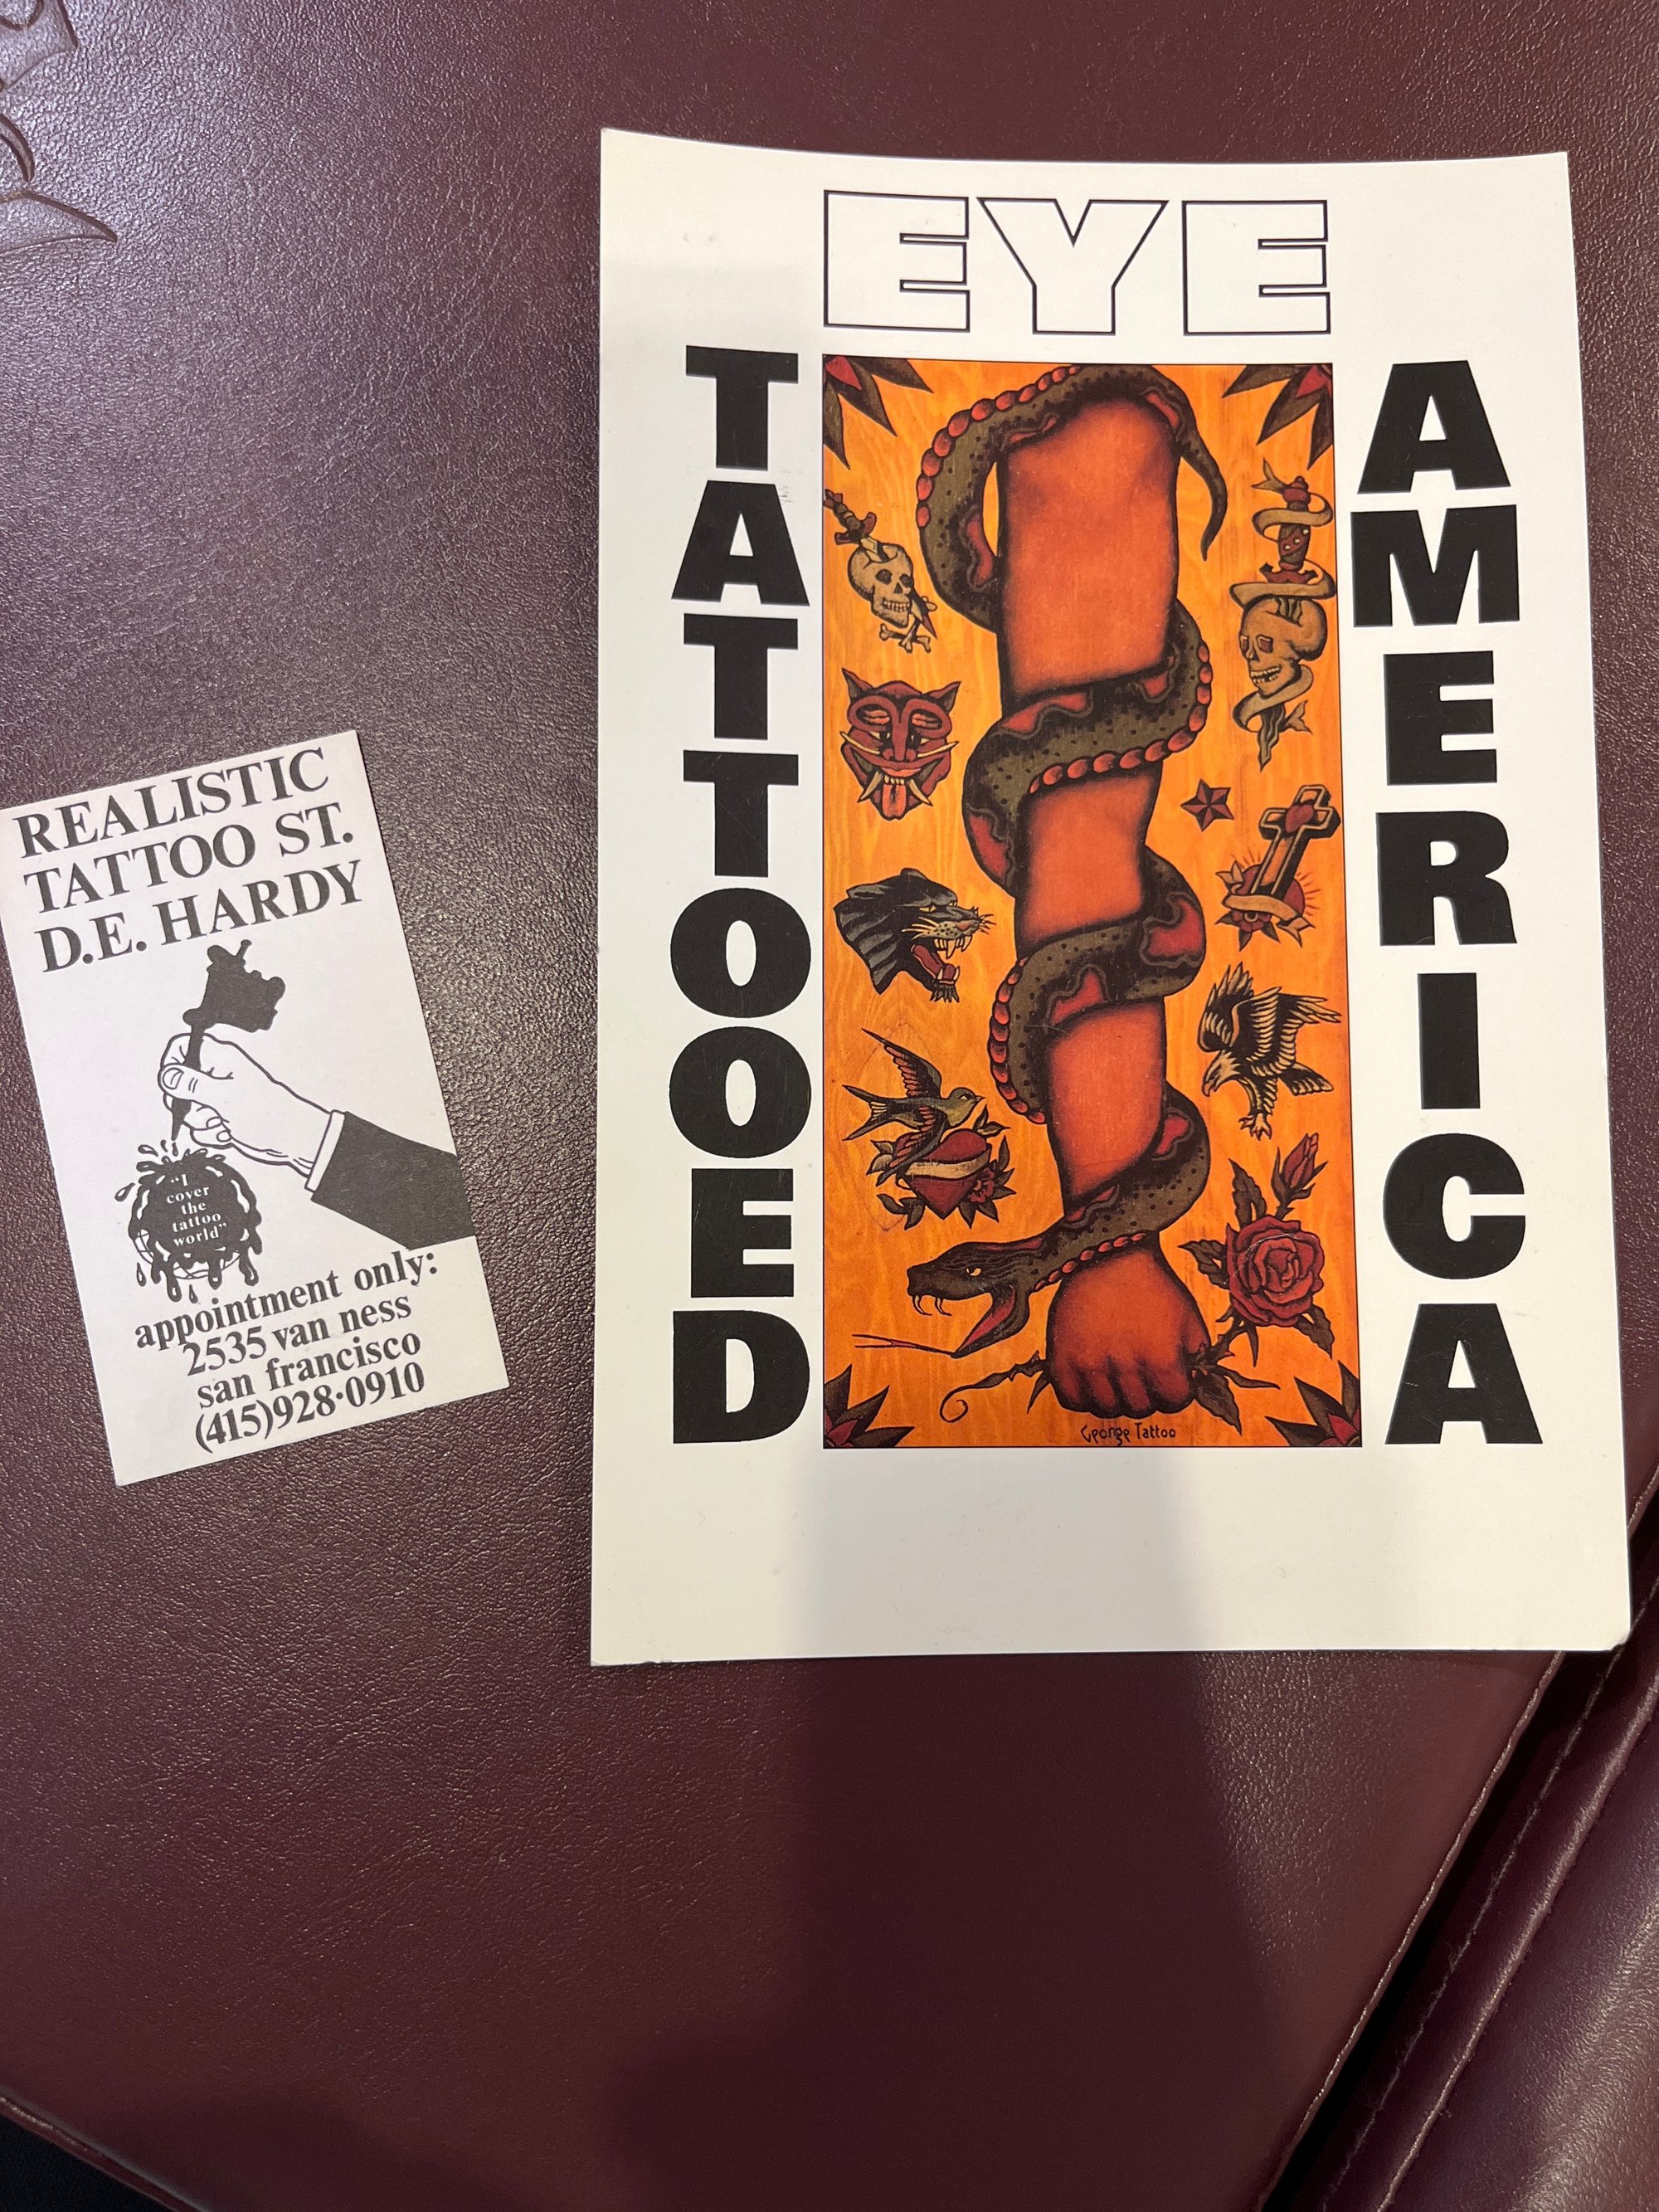 REALISTIC
TATTOO ST.
D.E. HARDY
"I
cover
the
tattoo
world"
appointment only:
2535 van ness
san francisco
(415)928·0910
EYE
TATTOOED
AMERICA
George Tattoo